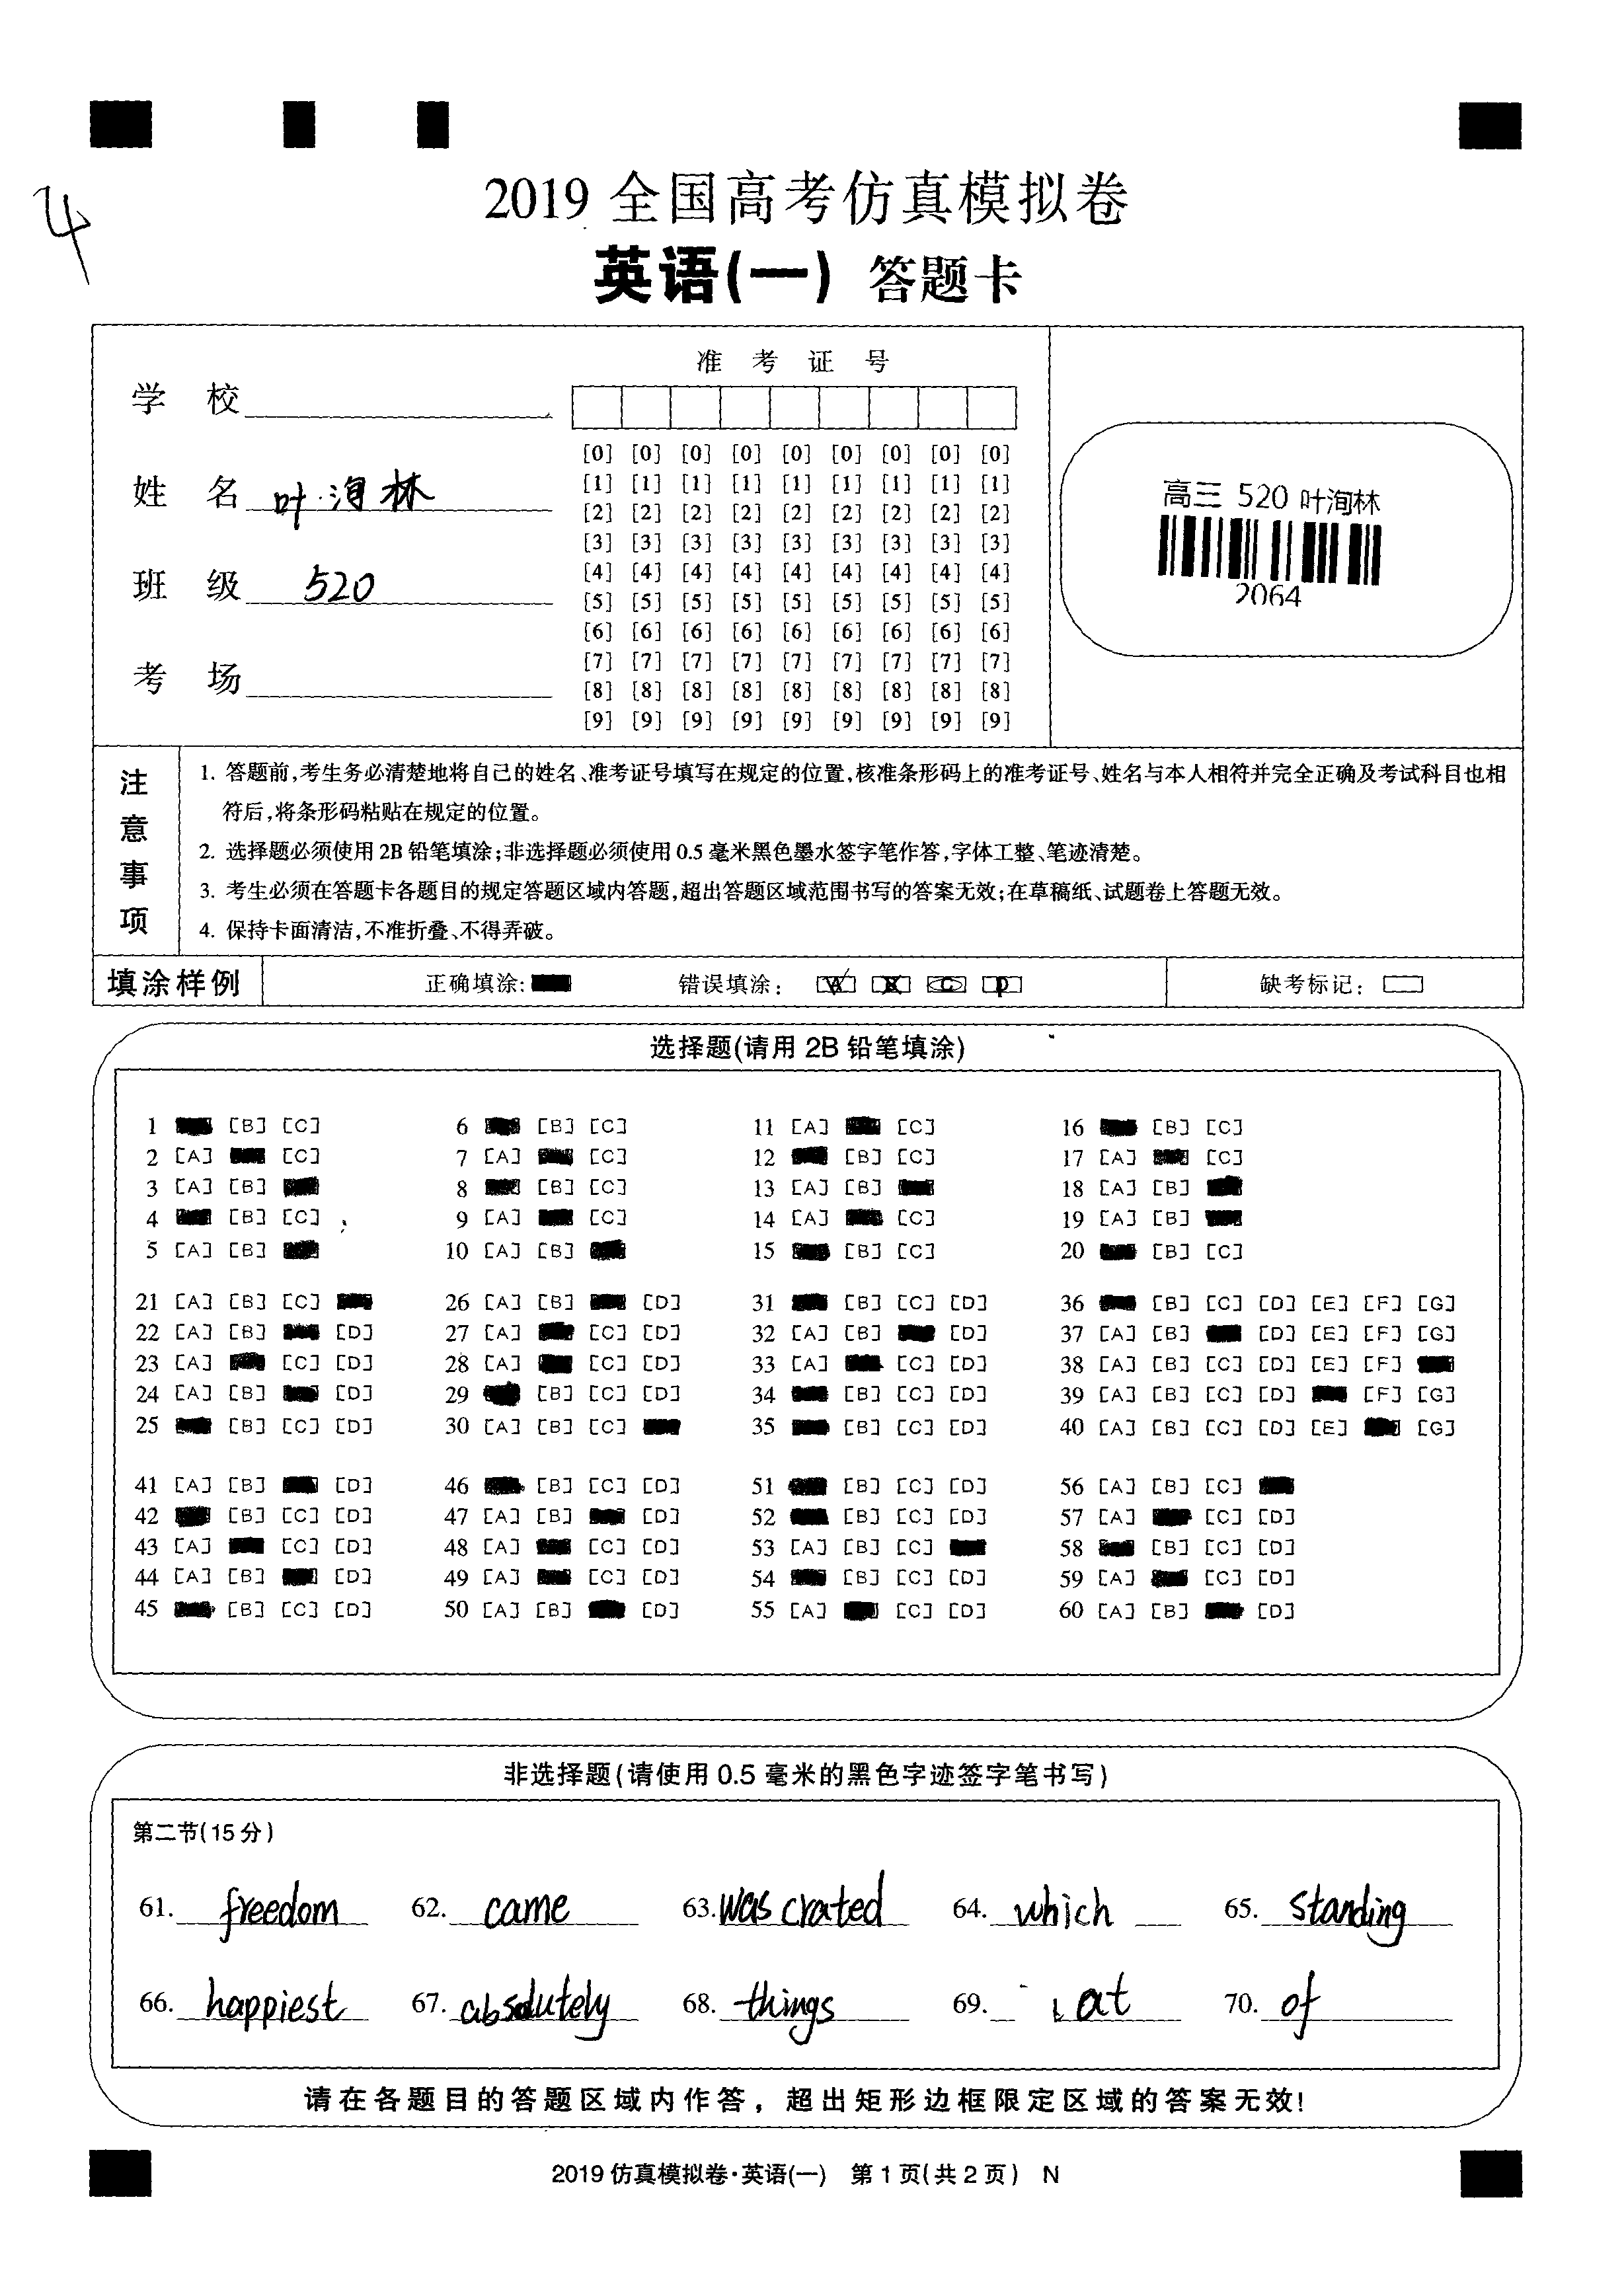 4
2019 全国高考仿真模拟卷
英语(一) 答题卡
准 考 证 号
学 校
姓 名 叶洵林
班 级 520
考 场
[0] [0] [0] [0] [0] [0] [0] [0] [0]
[1] [1] [1] [1] [1] [1] [1] [1] [1]
[2] [2] [2] [2] [2] [2] [2] [2] [2]
[3] [3] [3] [3] [3] [3] [3] [3] [3]
[4] [4] [4] [4] [4] [4] [4] [4] [4]
[5] [5] [5] [5] [5] [5] [5] [5] [5]
[6] [6] [6] [6] [6] [6] [6] [6] [6]
[7] [7] [7] [7] [7] [7] [7] [7] [7]
[8] [8] [8] [8] [8] [8] [8] [8] [8]
[9] [9] [9] [9] [9] [9] [9] [9] [9]
高三 520 叶洵林
2064
注意事项
1. 答题前,考生务必清楚地将自己的姓名、准考证号填写在规定的位置,核准条形码上的准考证号、姓名与本人相符并完全正确及考试科目也相
符后,将条形码粘贴在规定的位置。
2. 选择题必须使用2B铅笔填涂;非选择题必须使用0.5毫米黑色墨水签字笔作答,字体工整、笔迹清楚。
3. 考生必须在答题卡各题目的规定答题区域内答题,超出答题区域范围书写的答案无效;在草稿纸、试题卷上答题无效。
4. 保持卡面清洁,不准折叠、不得弄破。
填涂样例 正确填涂: 错误填涂: A B C D 缺考标记:
选择题(请用2B铅笔填涂)
1 [B] [C] 6 [B] [C] 11 [A] [C] 16 [B] [C]
2 [A] [C] 7 [A] [C] 12 [B] [C] 17 [A] [C]
3 [A] [B] 8 [B] [C] 13 [A] [B] 18 [A] [B]
4 [B] [C] 9 [A] [C] 14 [A] [C] 19 [A] [B]
5 [A] [B] 10 [A] [B] 15 [B] [C] 20 [B] [C]
21 [A] [B] [C] 26 [A] [B] [D] 31 [B] [C] [D] 36 [B] [C] [D] [E] [F] [G]
22 [A] [B] [D] 27 [A] [C] [D] 32 [A] [B] [D] 37 [A] [B] [D] [E] [F] [G]
23 [A] [C] [D] 28 [A] [C] [D] 33 [A] [C] [D] 38 [A] [B] [C] [D] [E] [F]
24 [A] [B] [D] 29 [B] [C] [D] 34 [B] [C] [D] 39 [A] [B] [C] [D] [F] [G]
25 [B] [C] [D] 30 [A] [B] [C] 35 [B] [C] [D] 40 [A] [B] [C] [D] [E] [G]
41 [A] [B] [D] 46 [B] [C] [D] 51 [B] [C] [D] 56 [A] [B] [C]
42 [B] [C] [D] 47 [A] [B] [D] 52 [B] [C] [D] 57 [A] [C] [D]
43 [A] [C] [D] 48 [A] [C] [D] 53 [A] [B] [C] 58 [B] [C] [D]
44 [A] [B] [D] 49 [A] [C] [D] 54 [B] [C] [D] 59 [A] [C] [D]
45 [B] [C] [D] 50 [A] [B] [D] 55 [A] [C] [D] 60 [A] [B] [D]
非选择题(请使用0.5毫米的黑色字迹签字笔书写)
第二节(15分)
61. freedom 62. came 63. was crated 64. which 65. standing
66. happiest 67. absolutely 68. things 69. at 70. of
请在各题目的答题区域内作答，超出矩形边框限定区域的答案无效!
2019仿真模拟卷·英语(一) 第1页(共2页) N